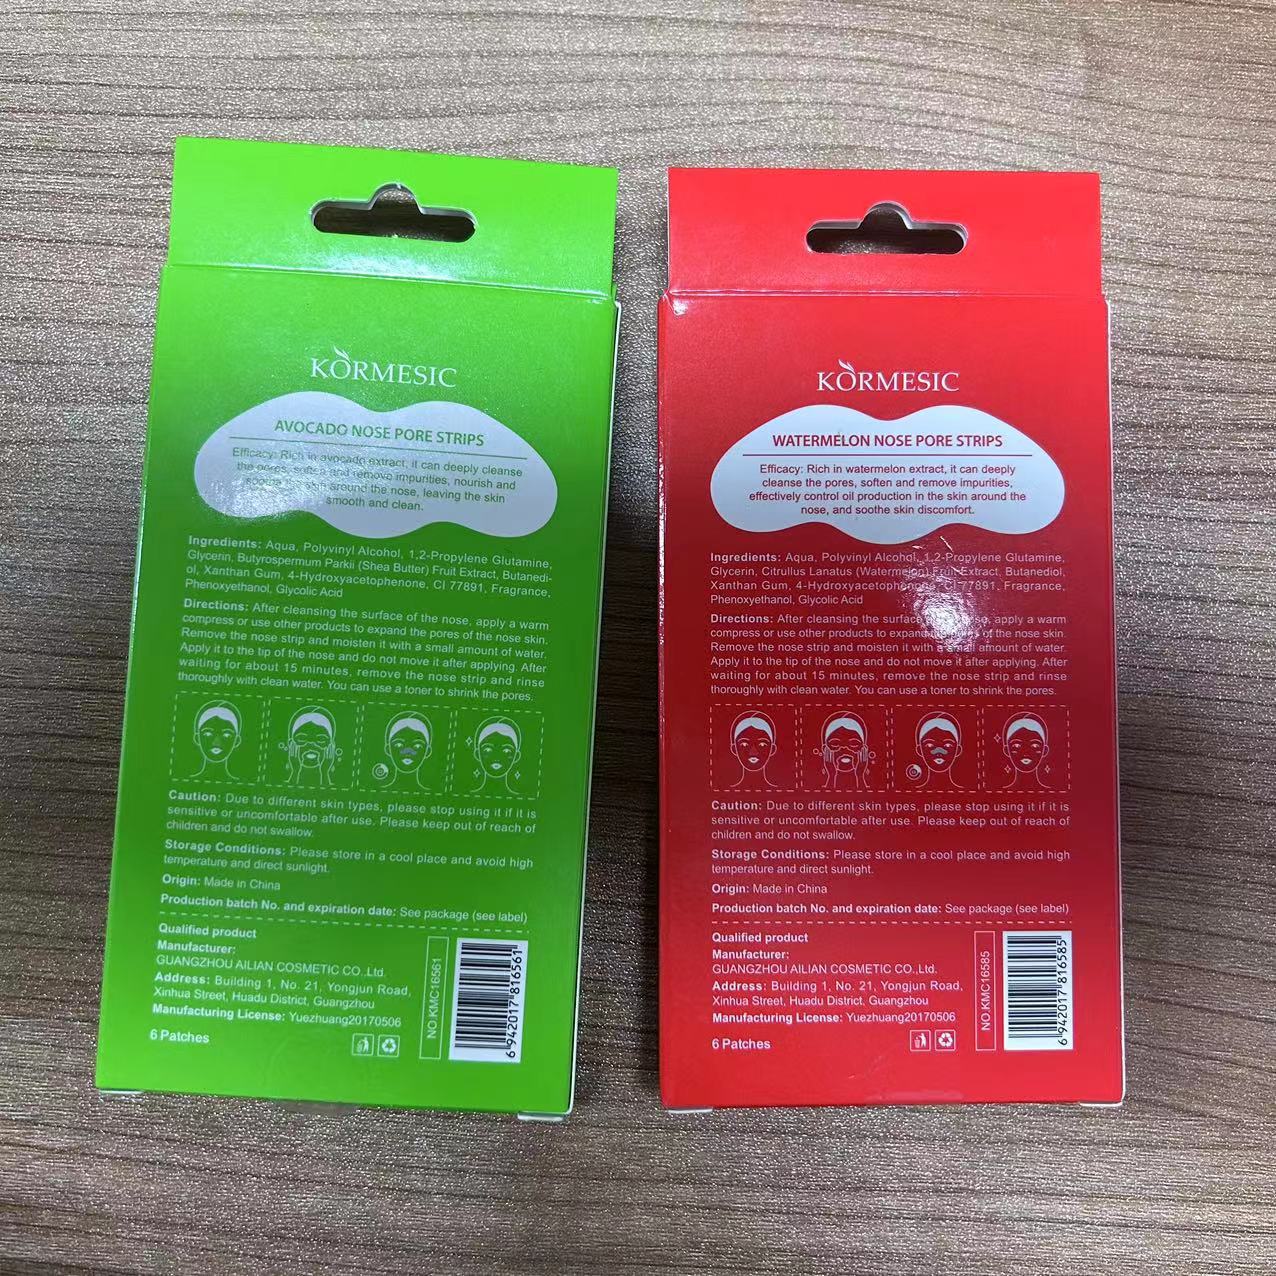 KORMESIC
AVOCADO NOSE PORE STRIPS
Efficacy: Rich in avocado extract, it can deeply cleanse
the pores, soften and remove impurities, nourish and
soothe the skin around the nose, leaving the skin
smooth and clean.
Ingredients: Aqua, Polyvinyl Alcohol, 1,2-Propylene Glutamine,
Glycerin, Butyrospermum Parkii (Shea Butter) Fruit Extract, Butanedi-
ol, Xanthan Gum, 4-Hydroxyacetophenone, CI 77891, Fragrance,
Phenoxyethanol, Glycolic Acid
Directions: After cleansing the surface of the nose, apply a warm
compress or use other products to expand the pores of the nose skin.
Remove the nose strip and moisten it with a small amount of water.
Apply it to the tip of the nose and do not move it after applying. After
waiting for about 15 minutes, remove the nose strip and rinse
thoroughly with clean water. You can use a toner to shrink the pores.
Caution: Due to different skin types, please stop using it if it is
sensitive or uncomfortable after use. Please keep out of reach of
children and do not swallow.
Storage Conditions: Please store in a cool place and avoid high
temperature and direct sunlight.
Origin: Made in China
Production batch No. and expiration date: See package (see label)
Qualified product
Manufacturer:
GUANGZHOU AILIAN COSMETIC CO.,Ltd.
Address: Building 1, No. 21, Yongjun Road,
Xinhua Street, Huadu District, Guangzhou
Manufacturing License: Yuezhuang20170506
6 Patches
NO.KMC16561
6 942017 816561
KORMESIC
WATERMELON NOSE PORE STRIPS
Efficacy: Rich in watermelon extract, it can deeply
cleanse the pores, soften and remove impurities,
effectively control oil production in the skin around the
nose, and soothe skin discomfort.
Ingredients: Aqua, Polyvinyl Alcohol, 1,2-Propylene Glutamine,
Glycerin, Citrullus Lanatus (Watermelon) Fruit Extract, Butanediol,
Xanthan Gum, 4-Hydroxyacetophenone, CI 77891, Fragrance,
Phenoxyethanol, Glycolic Acid
Directions: After cleansing the surface nose, apply a warm
compress or use other products to expand the pores of the nose skin.
Remove the nose strip and moisten it with a small amount of water.
Apply it to the tip of the nose and do not move it after applying. After
waiting for about 15 minutes, remove the nose strip and rinse
thoroughly with clean water. You can use a toner to shrink the pores.
Caution: Due to different skin types, please stop using it if it is
sensitive or uncomfortable after use. Please keep out of reach of
children and do not swallow.
Storage Conditions: Please store in a cool place and avoid high
temperature and direct sunlight.
Origin: Made in China
Production batch No. and expiration date: See package (see label)
Qualified product
Manufacturer:
GUANGZHOU AILIAN COSMETIC CO.,Ltd.
Address: Building 1, No. 21, Yongjun Road,
Xinhua Street, Huadu District, Guangzhou
Manufacturing License: Yuezhuang20170506
6 Patches
NO.KMC16585
6 942017 816585